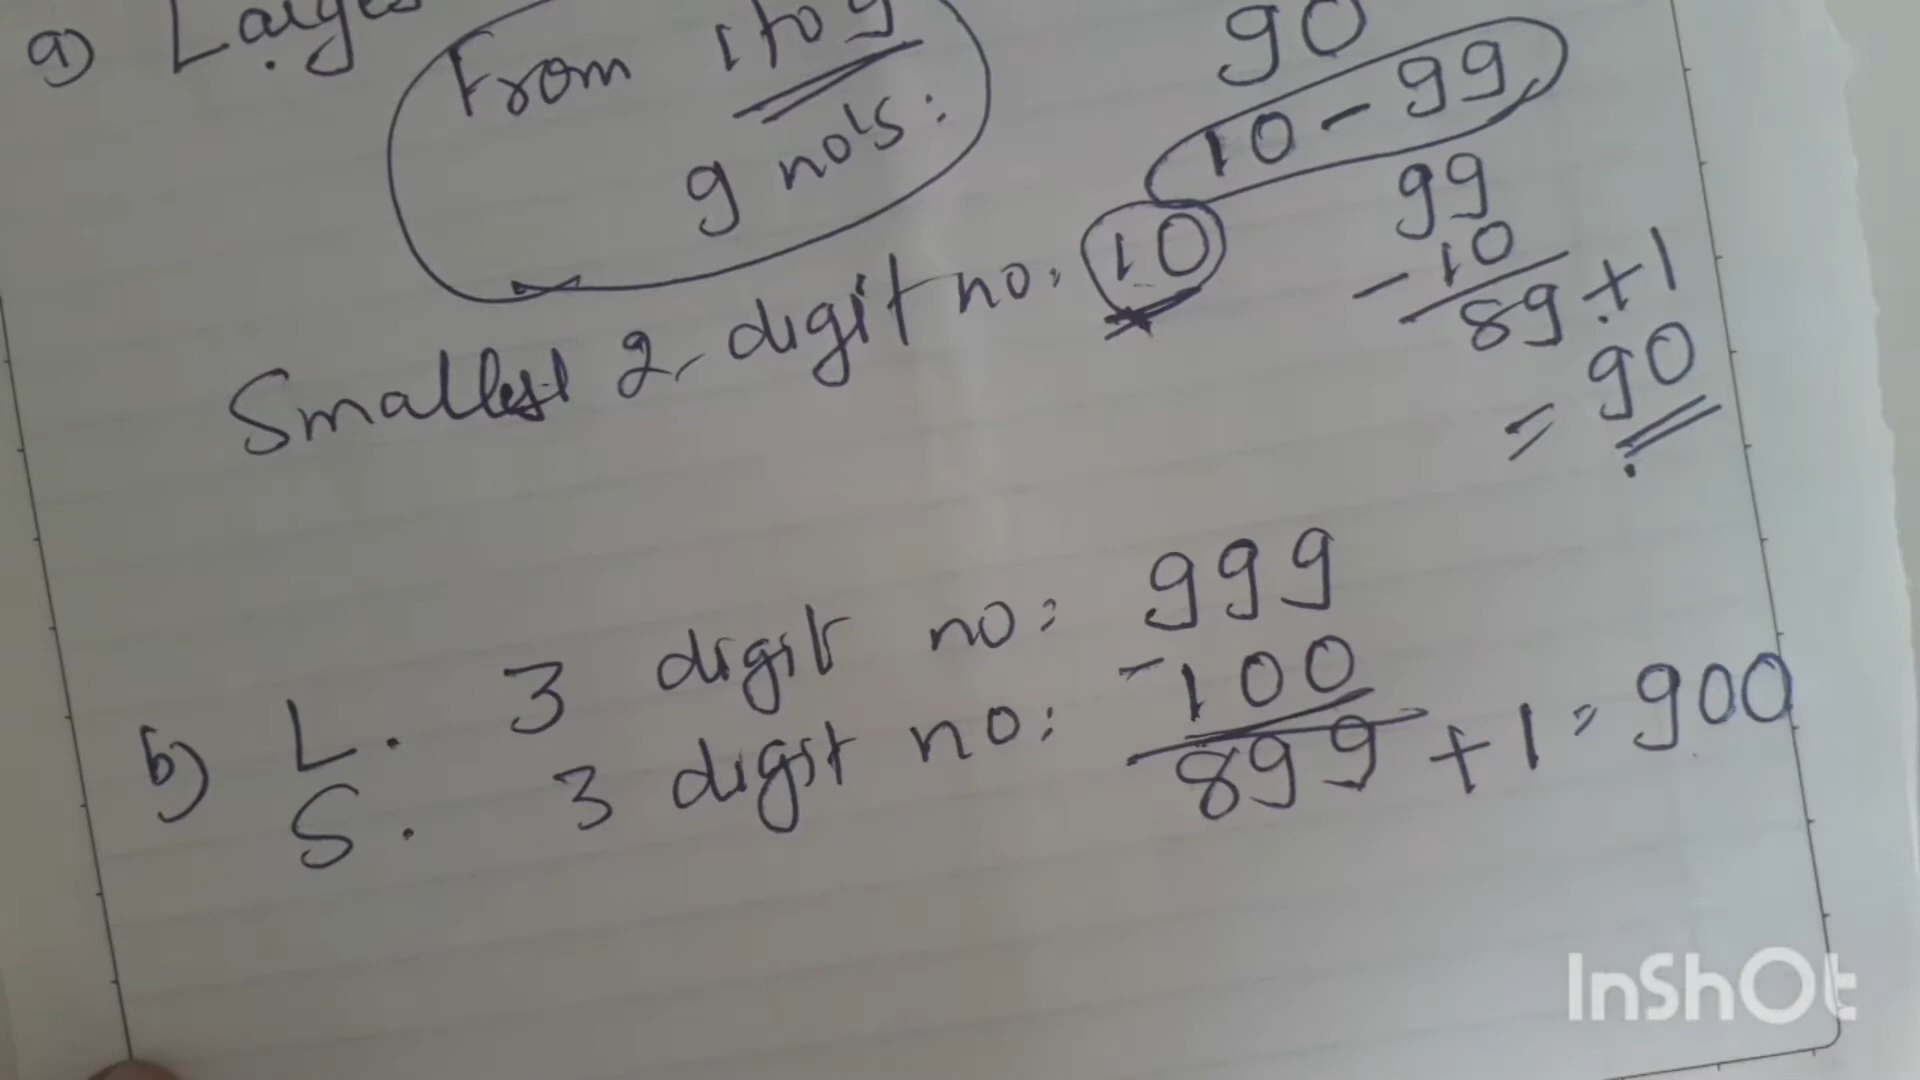 a) Large
From 1 to 9
9 no's:
90
10 - 99
Smallest 2 digit no: 10
99
- 10
89 + 1
= 90
b) L. 3 digit no: 999
S. 3 digit no: - 100
899 + 1 = 900
InShOt